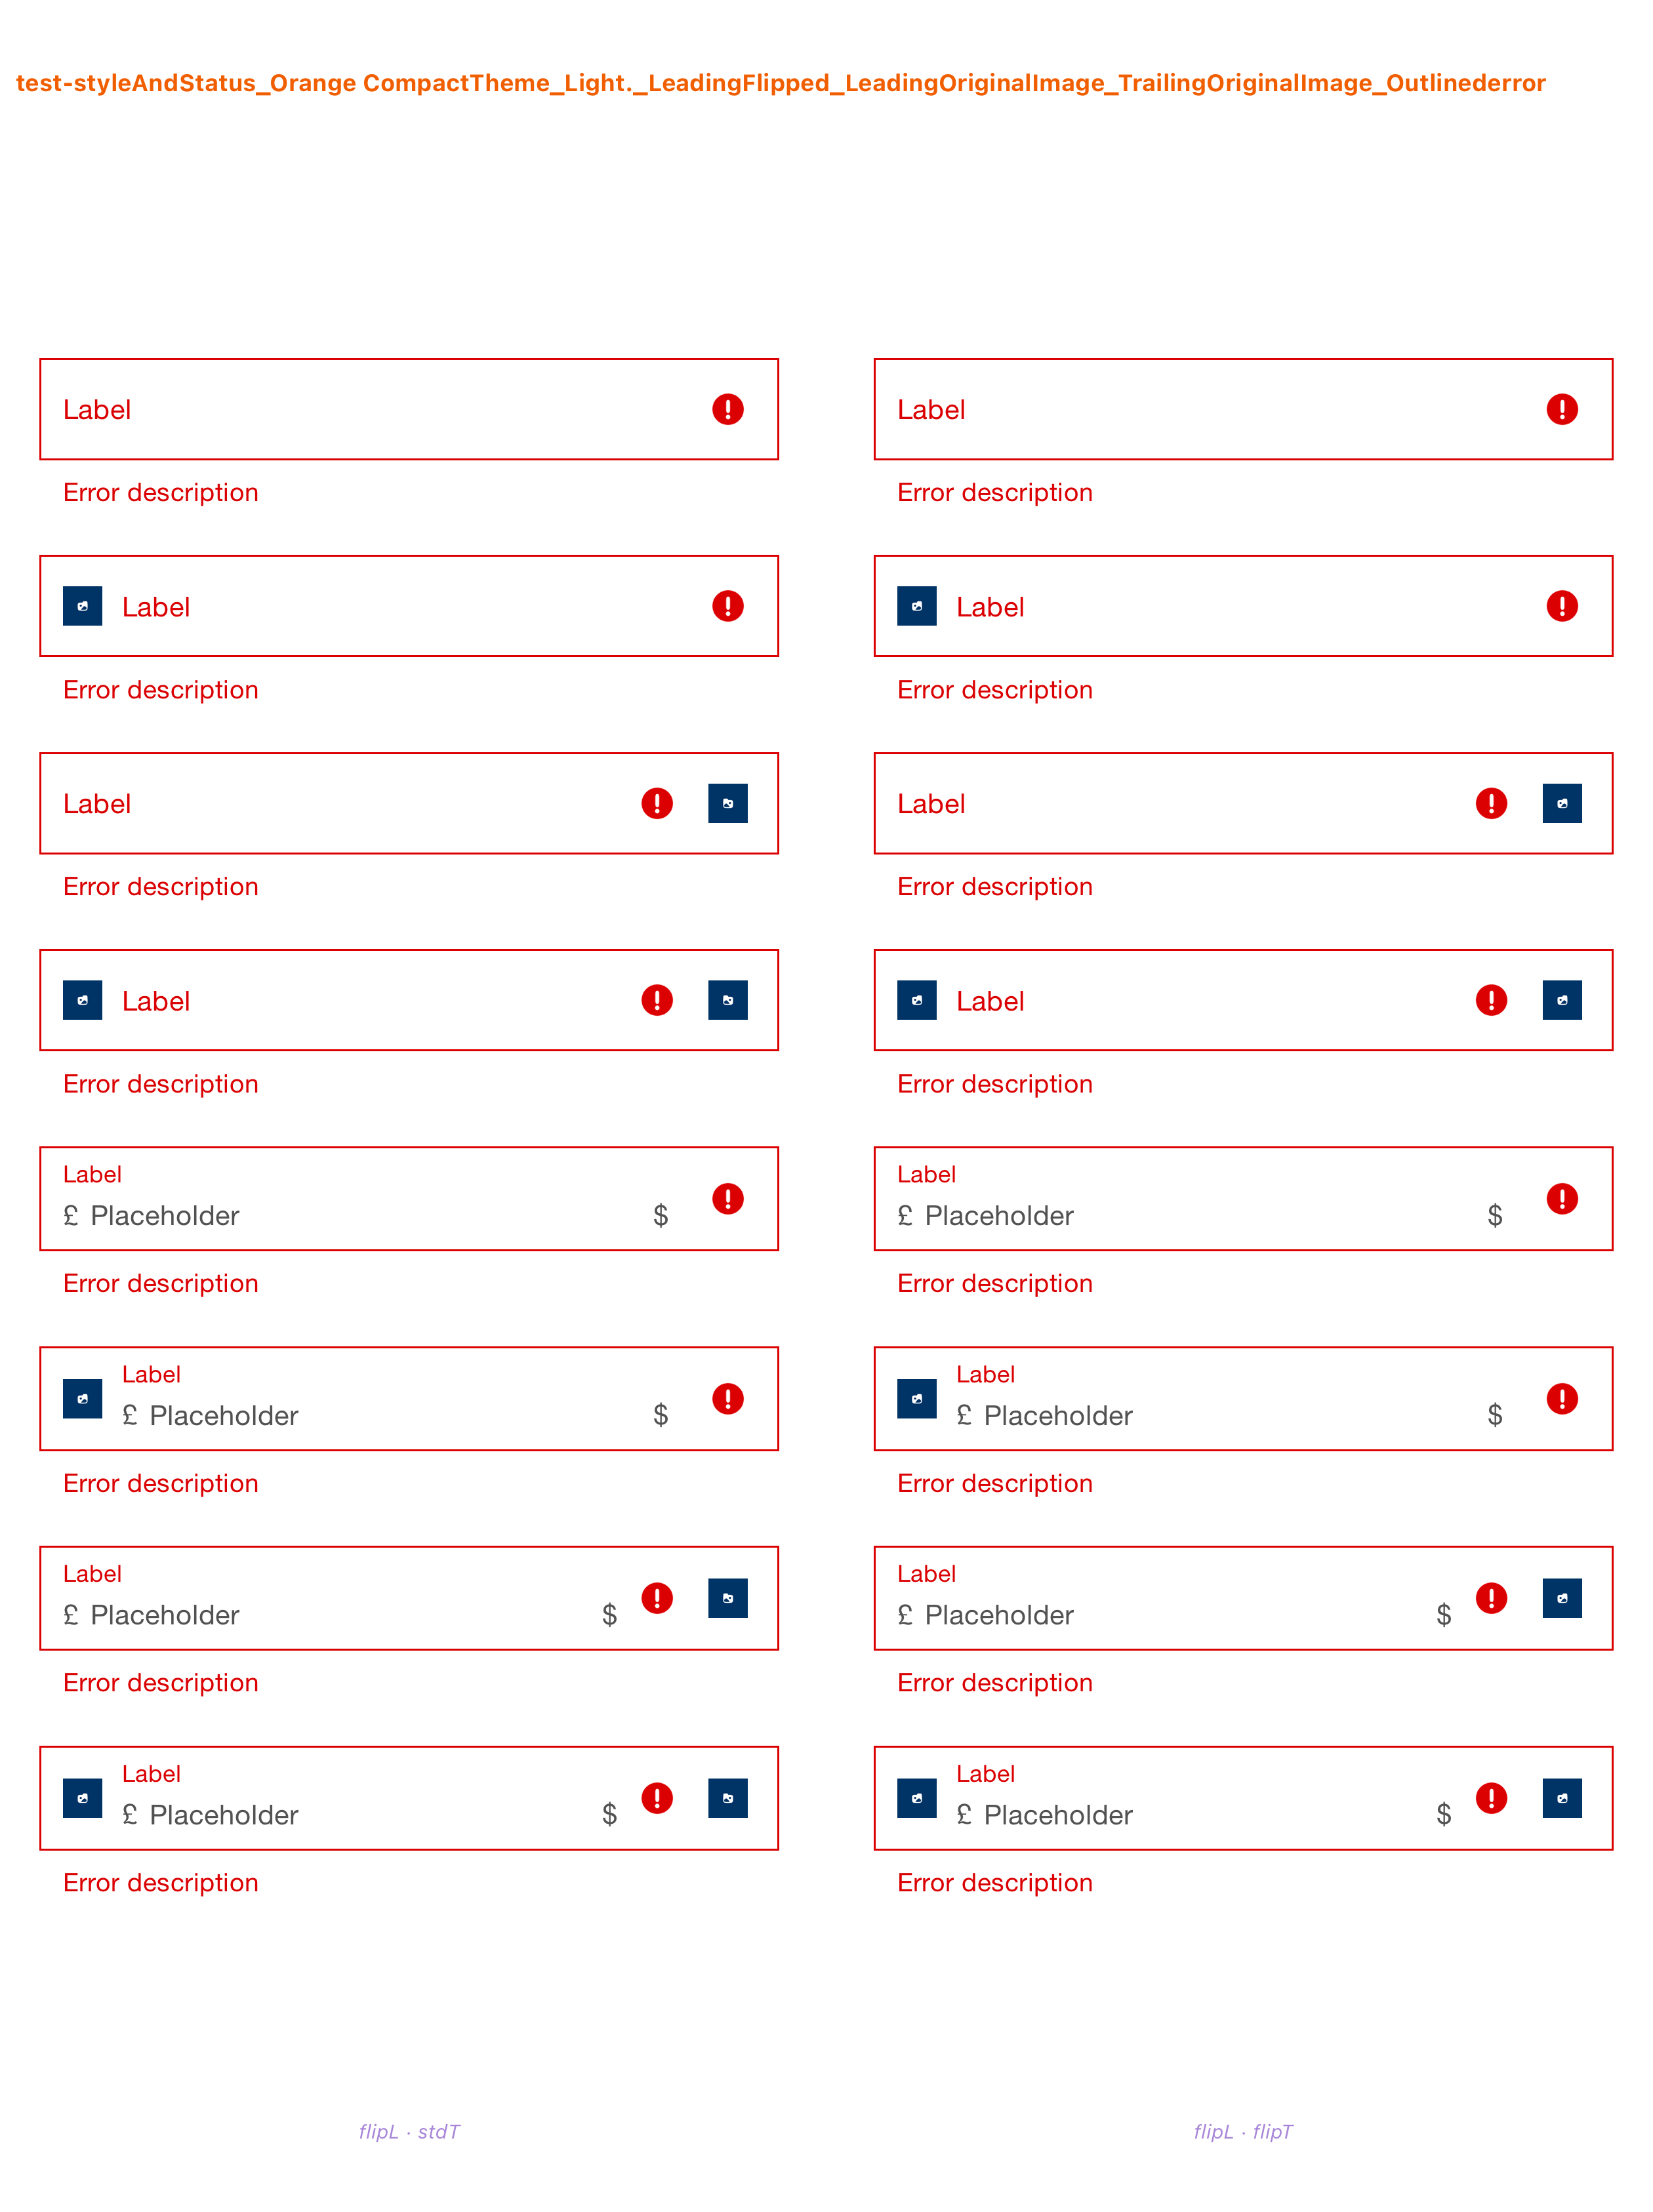 test-styleAndStatus_Orange CompactTheme_Light._LeadingFlipped_LeadingOriginalImage_TrailingOriginalImage_Outlinederror
Label
Error description
Label
Error description
Label
Error description
Label
Error description
Label
£ Placeholder $
Error description
Label
£ Placeholder $
Error description
Label
£ Placeholder $
Error description
Label
£ Placeholder $
Error description
flipL · stdT
Label
Error description
Label
Error description
Label
Error description
Label
Error description
Label
£ Placeholder $
Error description
Label
£ Placeholder $
Error description
Label
£ Placeholder $
Error description
Label
£ Placeholder $
Error description
flipL · flipT